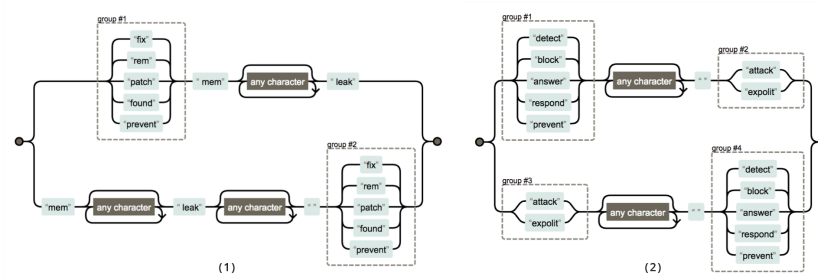 group #1
“fix”
“rem”
“patch”
“found”
“prevent”
“ mem”
any character
“ leak”
“mem”
any character
“ leak”
any character
“ ”
group #2
“fix”
“rem”
“patch”
“found”
“prevent”
(1)
group #1
“detect”
“block”
“answer”
“respond”
“prevent”
any character
“ ”
group #2
“attack”
“expolit”
group #3
“attack”
“expolit”
any character
“ ”
group #4
“detect”
“block”
“answer”
“respond”
“prevent”
(2)